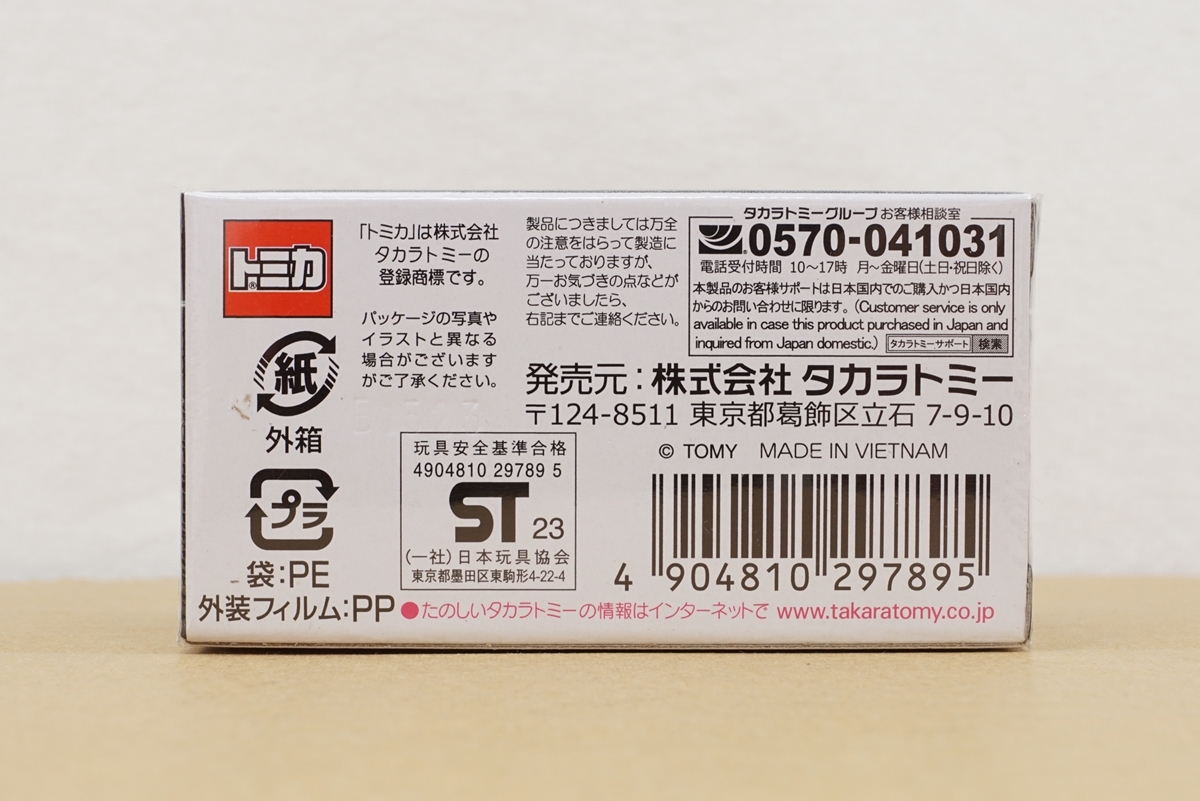 トミカ®
「トミカ」は株式会社
タカラトミーの
登録商標です。
パッケージの写真や
イラストと異なる
場合がございます
がご了承ください。
製品につきましては万全
の注意をはらって製造に
当たっておりますが、
万一お気づきの点などが
ございましたら、
右記までご連絡ください。
タカラトミーグループ お客様相談室
0570-041031
電話受付時間 10〜17時 月〜金曜日(土日・祝日除く)
本製品のお客様サポートは日本国内でのご購入かつ日本国内
からのお問い合わせに限ります。(Customer service is only
available in case this product purchased in Japan and
inquired from Japan domestic.) タカラトミーサポート 検索
発売元：株式会社 タカラトミー
〒124-8511 東京都葛飾区立石 7-9-10
© TOMY MADE IN VIETNAM
紙
外箱
プラ
袋：PE
外装フィルム：PP
玩具安全基準合格
4904810 29789 5
ST 23
(一社)日本玩具協会
東京都墨田区東駒形4-22-4
4 904810 297895
●たのしいタカラトミーの情報はインターネットで www.takaratomy.co.jp